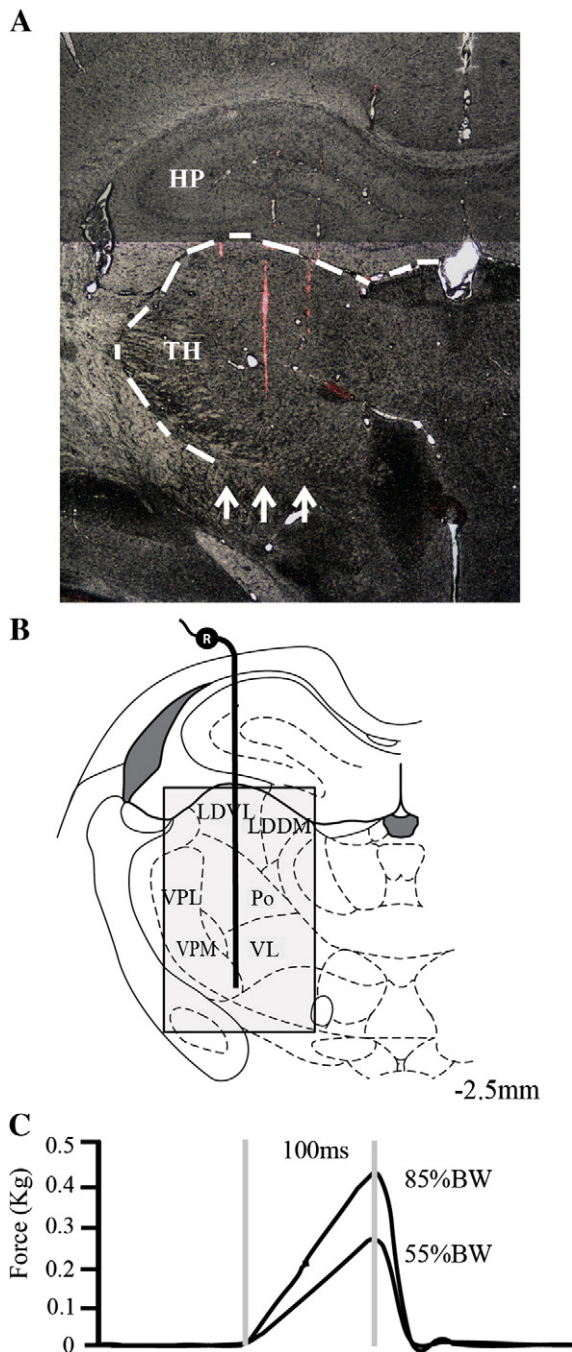 A
HP
TH
B
R
LDVL
LDDM
VPL
Po
VPM
VL
-2.5mm
C
0.5
100ms
0.4
85%BW
0.3
Force (Kg)
0.2
55%BW
0.1
0